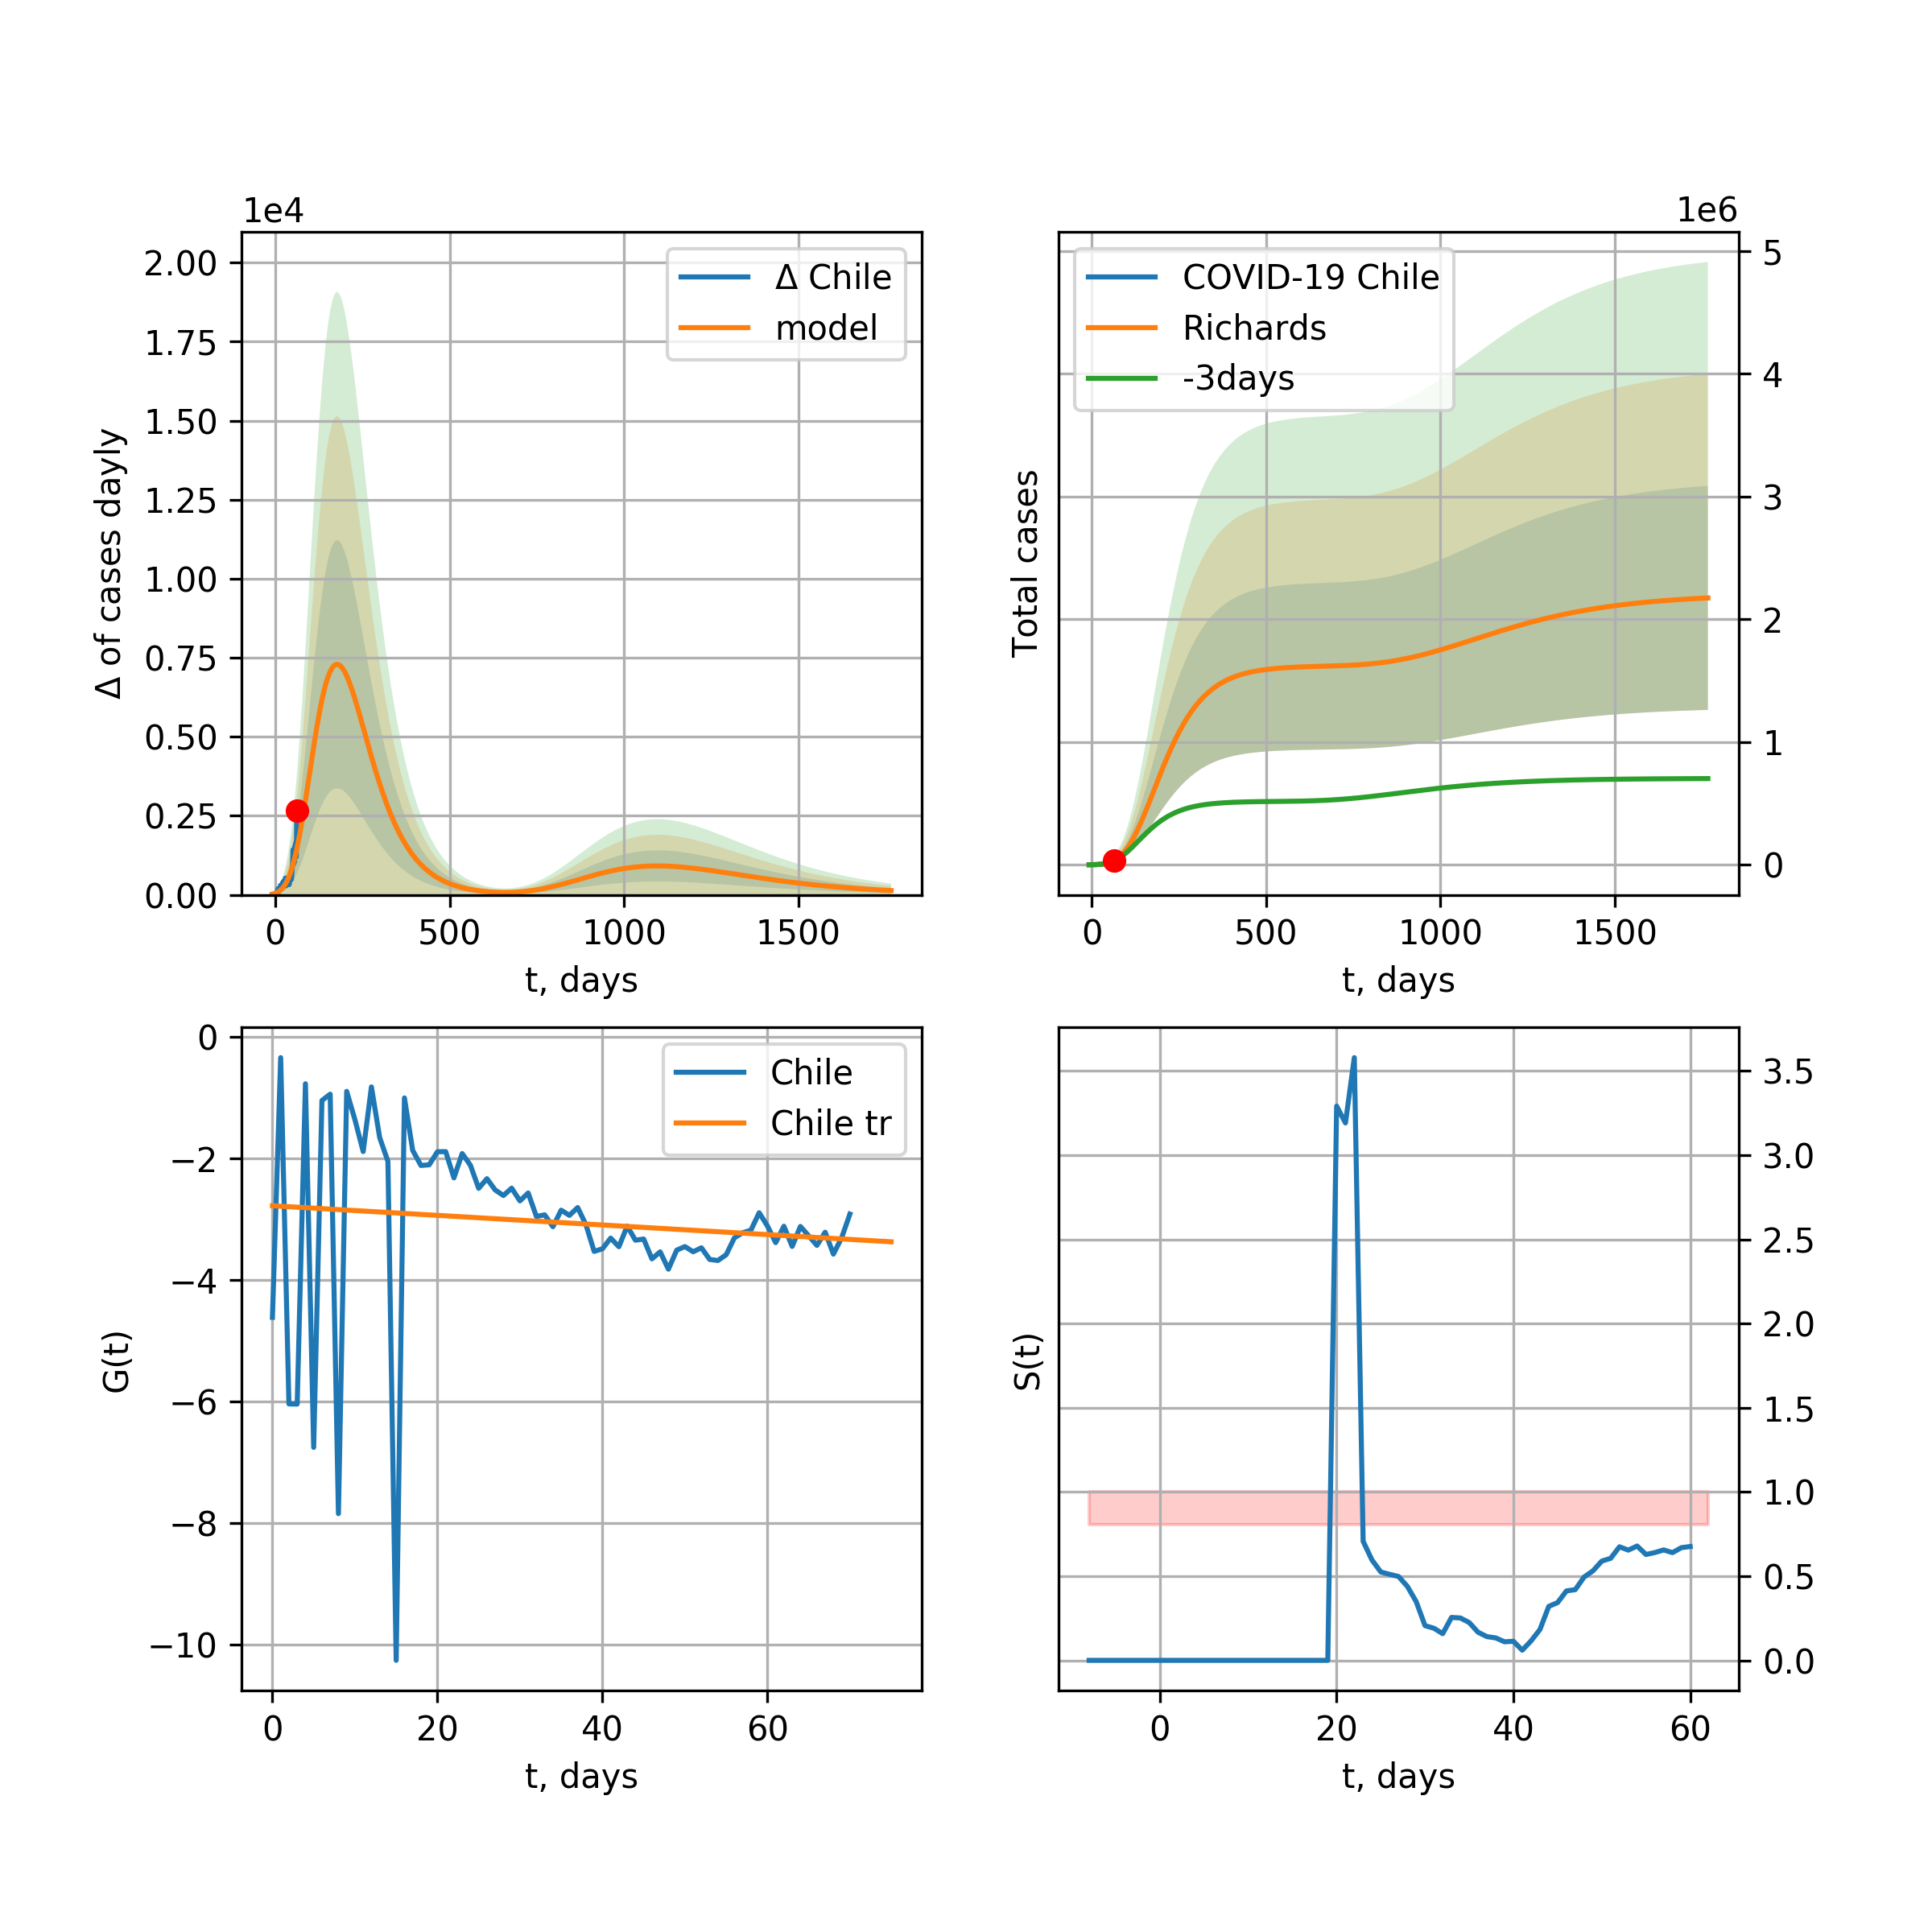 1e4
2.00
1.75
1.50
1.25
1.00
0.75
0.50
0.25
0.00
Δ of cases dayly
Δ Chile
model
0 500 1000 1500
t, days
1e6
5
4
3
2
1
0
Total cases
COVID-19 Chile
Richards
-3days
0 500 1000 1500
t, days
0
−2
−4
−6
−8
−10
G(t)
Chile
Chile tr
0 20 40 60
t, days
3.5
3.0
2.5
2.0
1.5
1.0
0.5
0.0
S(t)
0 20 40 60
t, days